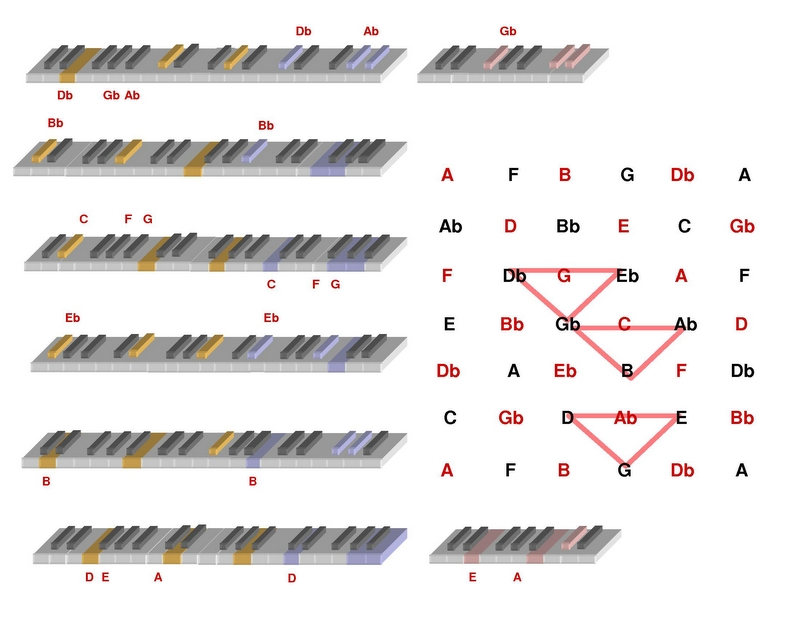 Db Ab Gb
Db Gb Ab
Bb Bb
A F B G Db A
C F G
Ab D Bb E C Gb
F Db G Eb A F
C F G
Eb Eb
E Bb Gb C Ab D
Db A Eb B F Db
C Gb D Ab E Bb
B B
A F B G Db A
D E A D
E A